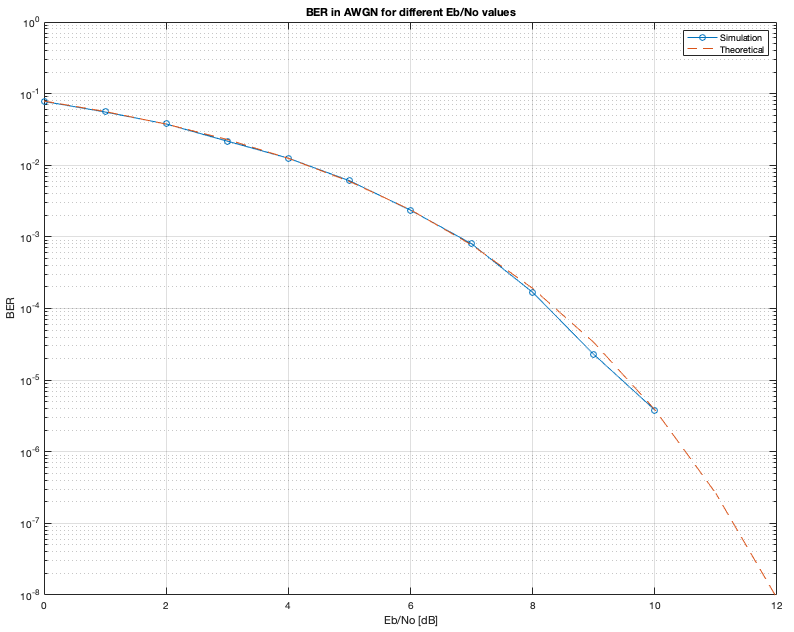 BER in AWGN for different Eb/No values
Simulation
Theoretical
10^0
10^-1
10^-2
10^-3
10^-4
10^-5
10^-6
10^-7
10^-8
BER
0 2 4 6 8 10 12
Eb/No [dB]